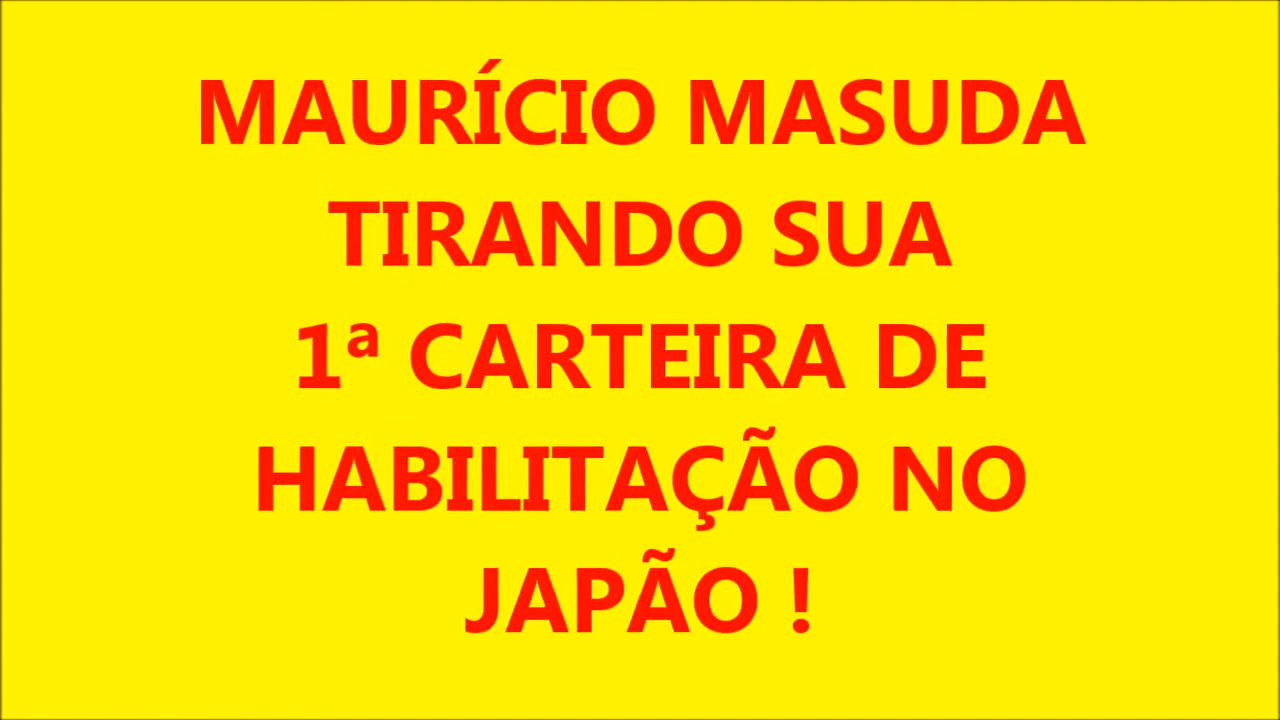 MAURÍCIO MASUDA
TIRANDO SUA
1ª CARTEIRA DE
HABILITAÇÃO NO
JAPÃO !